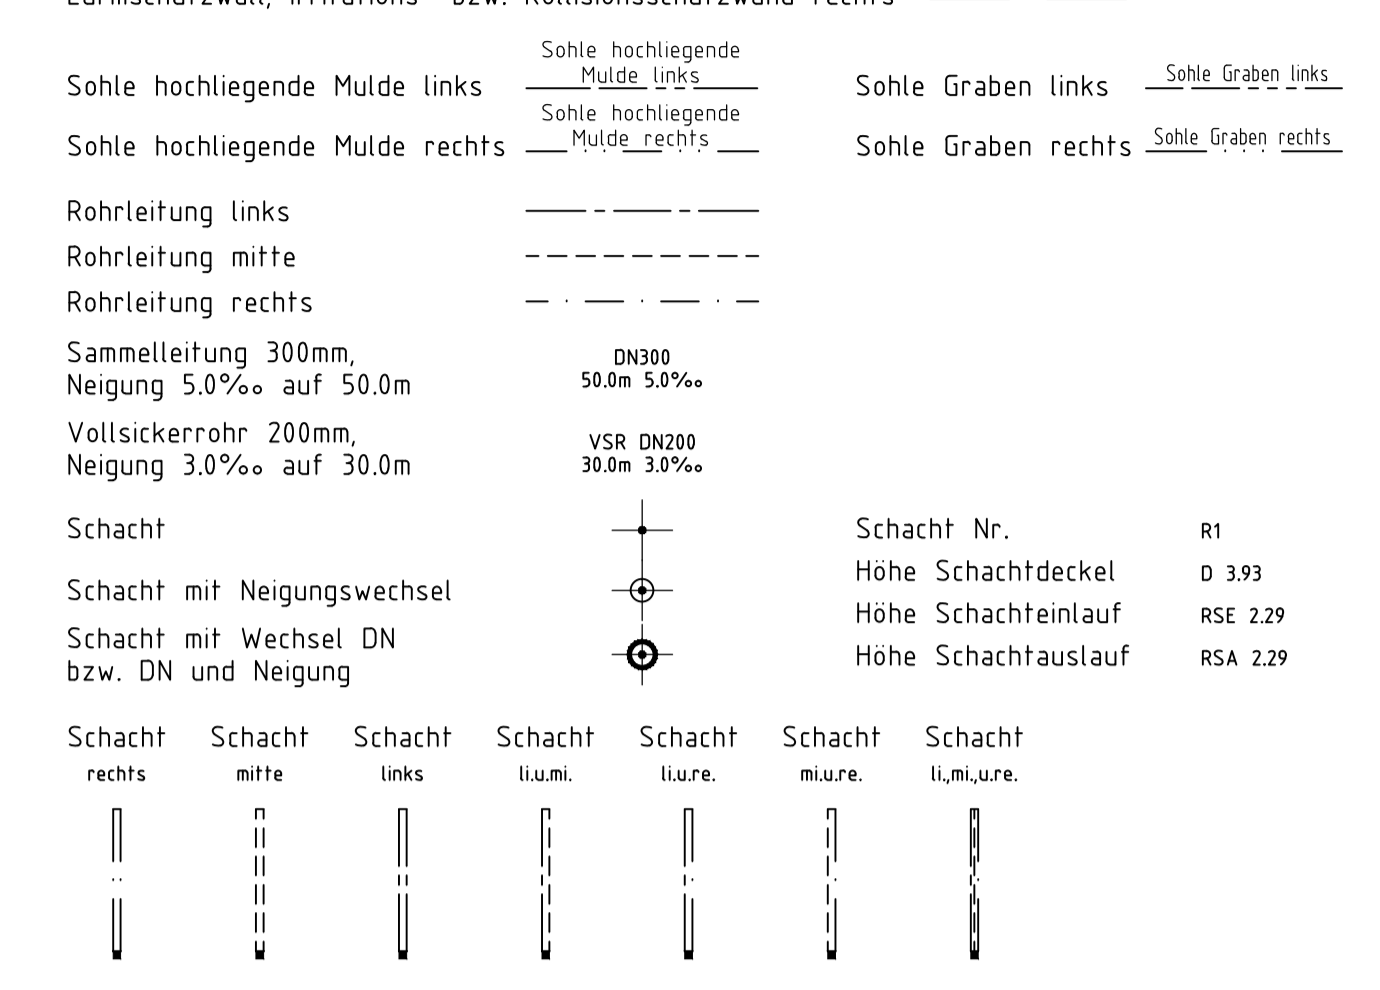 Lärmschutzwall, Irritations- bzw. Kollisionsschutzwand rechts
Sohle hochliegende Mulde links
Sohle hochliegende
Mulde links
Sohle Graben links
Sohle Graben links
Sohle hochliegende Mulde rechts
Sohle hochliegende
Mulde rechts
Sohle Graben rechts
Sohle Graben rechts
Rohrleitung links
Rohrleitung mitte
Rohrleitung rechts
Sammelleitung 300mm,
Neigung 5.0‰ auf 50.0m
DN300
50.0m 5.0‰
Vollsickerrohr 200mm,
Neigung 3.0‰ auf 30.0m
VSR DN200
30.0m 3.0‰
Schacht
Schacht mit Neigungswechsel
Schacht mit Wechsel DN
bzw. DN und Neigung
Schacht Nr. R1
Höhe Schachtdeckel D 3.93
Höhe Schachteinlauf RSE 2.29
Höhe Schachtauslauf RSA 2.29
Schacht
rechts
Schacht
mitte
Schacht
links
Schacht
li.u.mi.
Schacht
li.u.re.
Schacht
mi.u.re.
Schacht
li.,mi.,u.re.